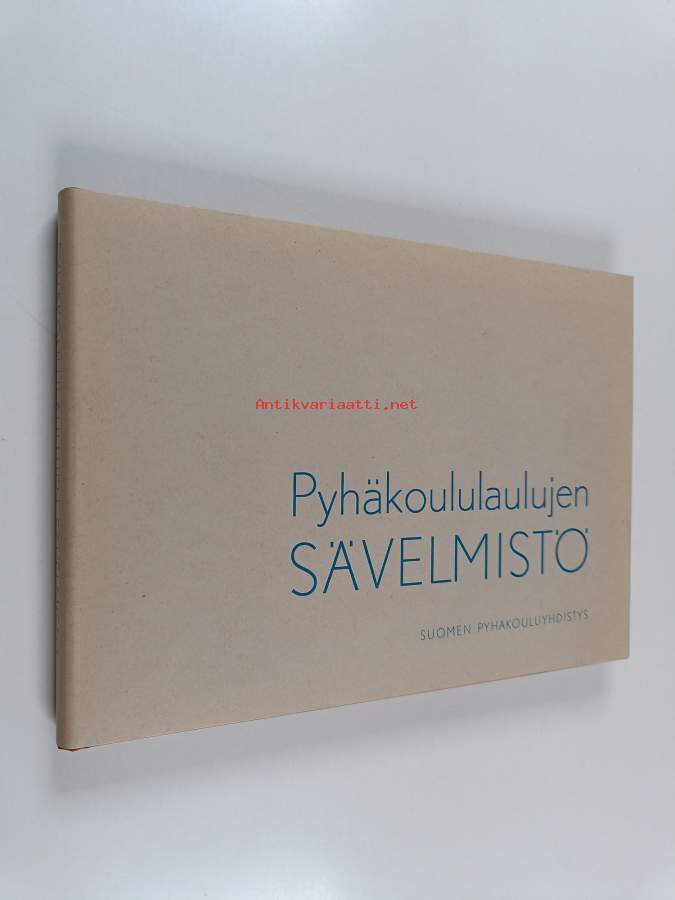 Antikvariaatti.net
Pyhäkoululaulujen
SÄVELMISTÖ
SUOMEN PYHÄKOULUYHDISTYS